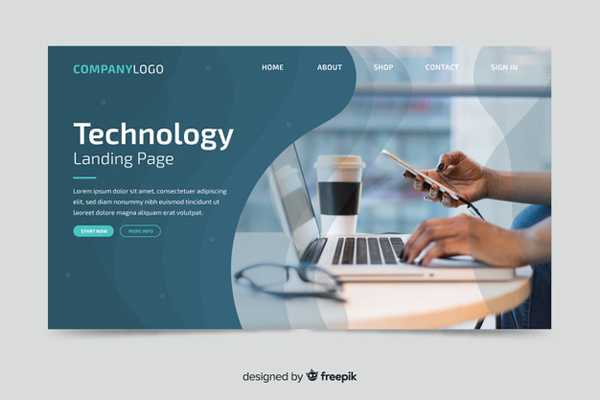 COMPANYLOGO
HOME ABOUT SHOP CONTACT SIGN IN
Technology
Landing Page
Lorem ipsum dolor sit amet, consectetuer adipiscing
elit, sed diam nonummy nibh euismod tincidunt ut
laoreet dolore magna aliquam erat volutpat.
START NOW MORE INFO
designed by freepik